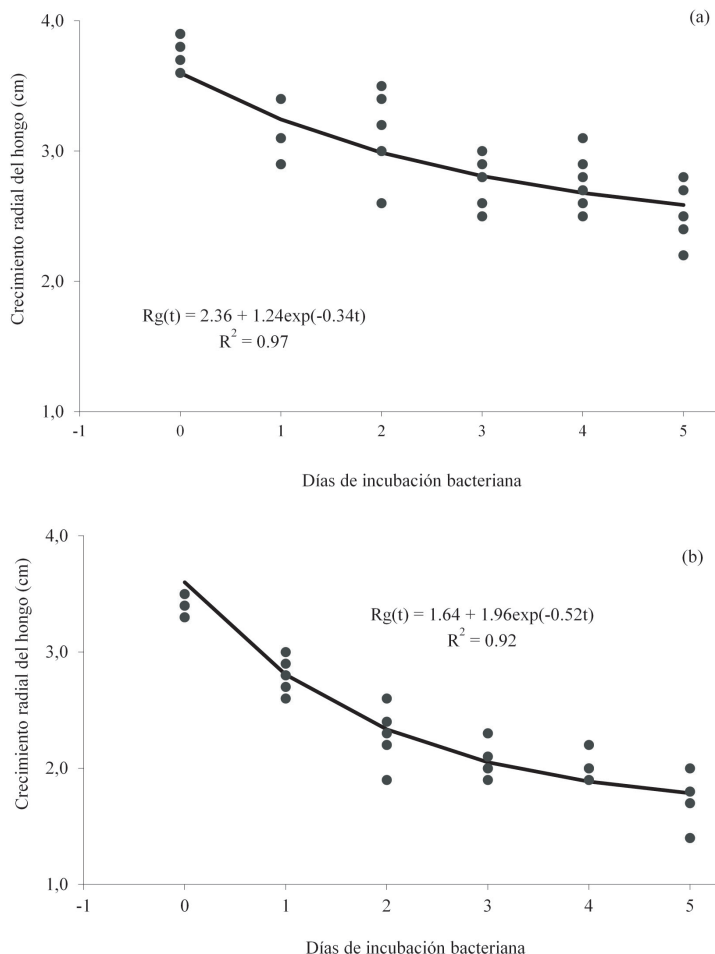 (a)
4,0
3,0
2,0
1,0
Crecimiento radial del hongo (cm)
Rg(t) = 2.36 + 1.24exp(-0.34t)
R² = 0.97
-1 0 1 2 3 4 5
Días de incubación bacteriana
(b)
4,0
3,0
2,0
1,0
Crecimiento radial del hongo (cm)
Rg(t) = 1.64 + 1.96exp(-0.52t)
R² = 0.92
-1 0 1 2 3 4 5
Días de incubación bacteriana